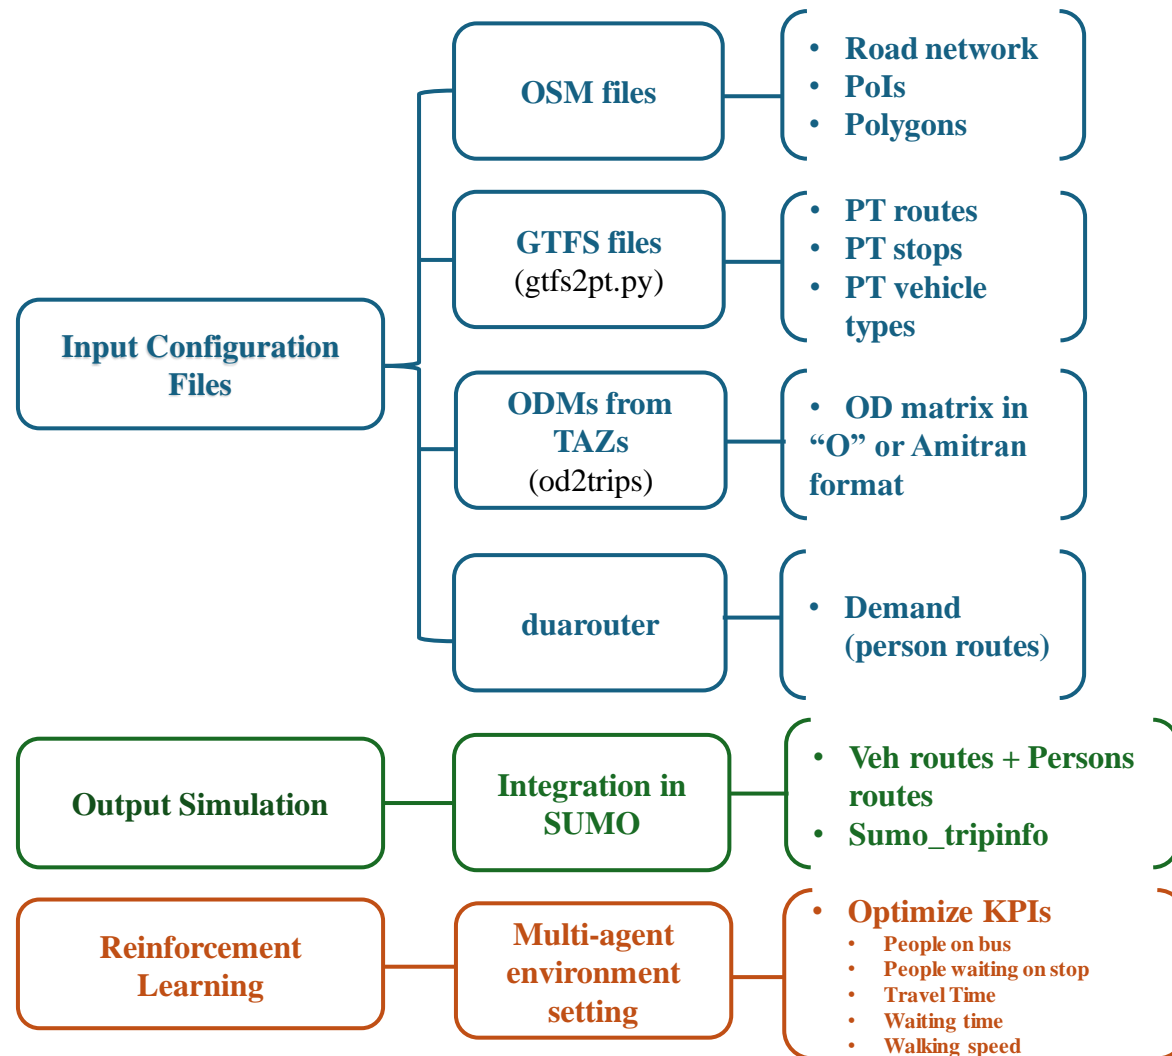 OSM files
• Road network
• PoIs
• Polygons
GTFS files
(gtfs2pt.py)
• PT routes
• PT stops
• PT vehicle
types
Input Configuration
Files
ODMs from
TAZs
(od2trips)
• OD matrix in
“O” or Amitran
format
duarouter
• Demand
(person routes)
Output Simulation
Integration in
SUMO
• Veh routes + Persons
routes
• Sumo_tripinfo
Reinforcement
Learning
Multi-agent
environment
setting
• Optimize KPIs
• People on bus
• People waiting on stop
• Travel Time
• Waiting time
• Walking speed